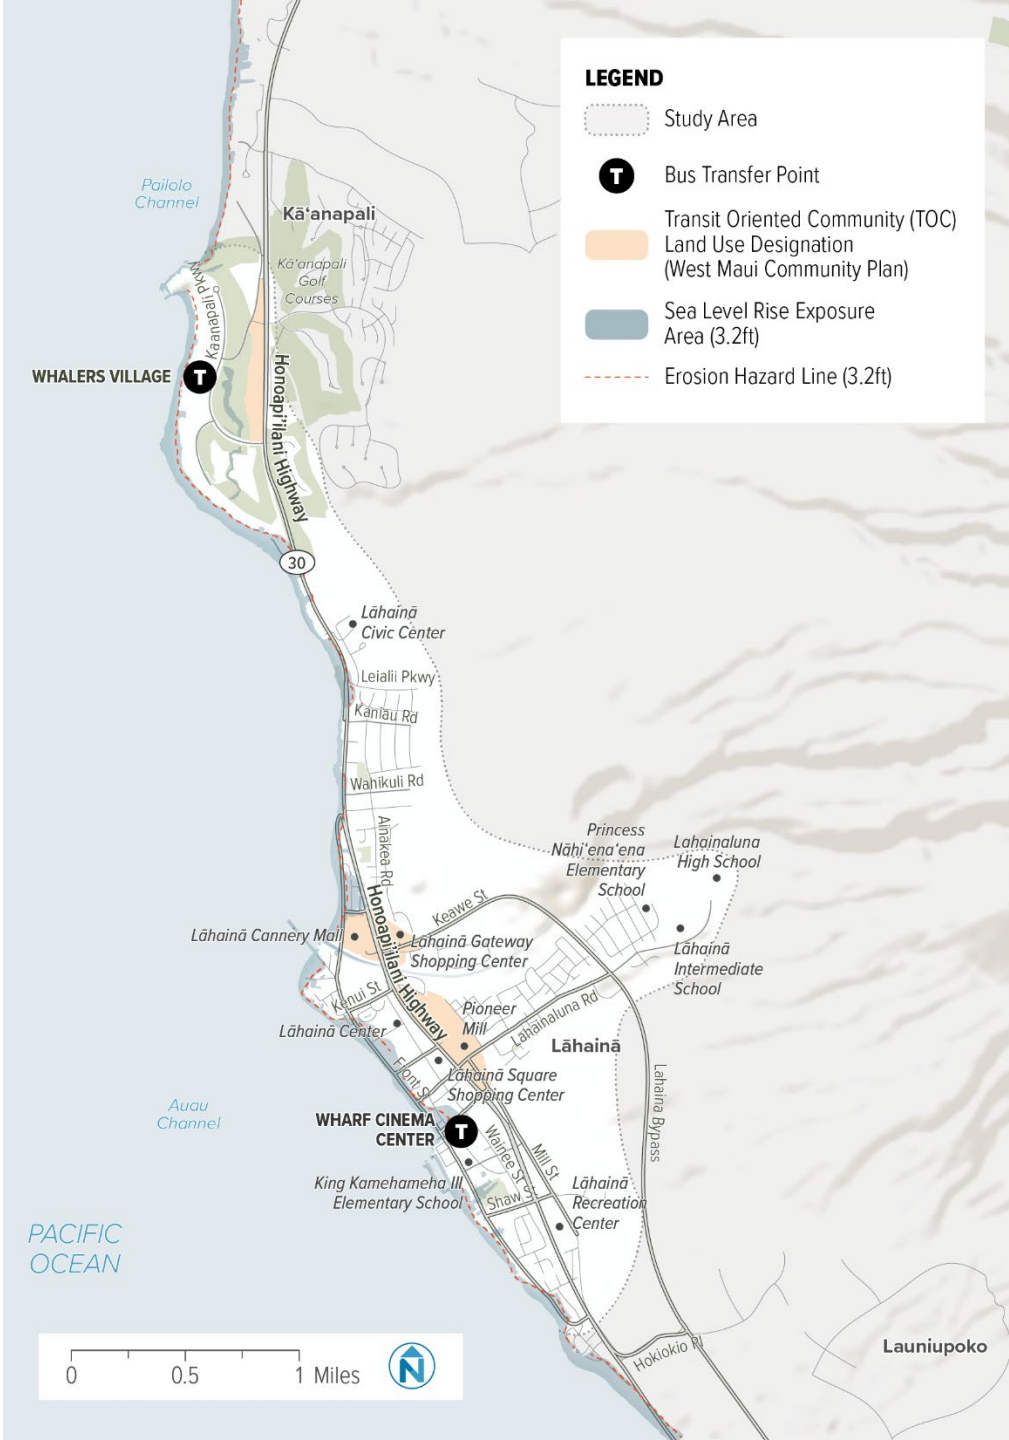 LEGEND
Study Area
T
Bus Transfer Point
Transit Oriented Community (TOC)
Land Use Designation
(West Maui Community Plan)
Sea Level Rise Exposure
Area (3.2ft)
Erosion Hazard Line (3.2ft)
Pailolo
Channel
Kā‘anapali
Kā‘anapali
Golf
Courses
Kaanapali Pkwy
WHALERS VILLAGE
T
Honoapi‘ilani Highway
30
Lāhainā
Civic Center
Leialii Pkwy
Kaniau Rd
Wahikuli Rd
Ainakea Rd
Princess
Nāhi‘ena‘ena
Elementary
School
Lahainaluna
High School
Honoapi‘ilani Highway
Keawe St
Lāhainā Cannery Mall
Lāhainā Gateway
Shopping Center
Lāhainā
Intermediate
School
Kenui St
Pioneer
Mill
Lahainaluna Rd
Lāhainā Center
Lāhainā
Front St
Lāhainā Square
Shopping Center
Lahaina Bypass
Auau
Channel
WHARF CINEMA
CENTER
T
Wainee St
Mill St
King Kamehameha III
Elementary School
Shaw St
Lāhainā
Recreation
Center
PACIFIC
OCEAN
Hokiokio Pl
Launiupoko
0 0.5 1 Miles
N